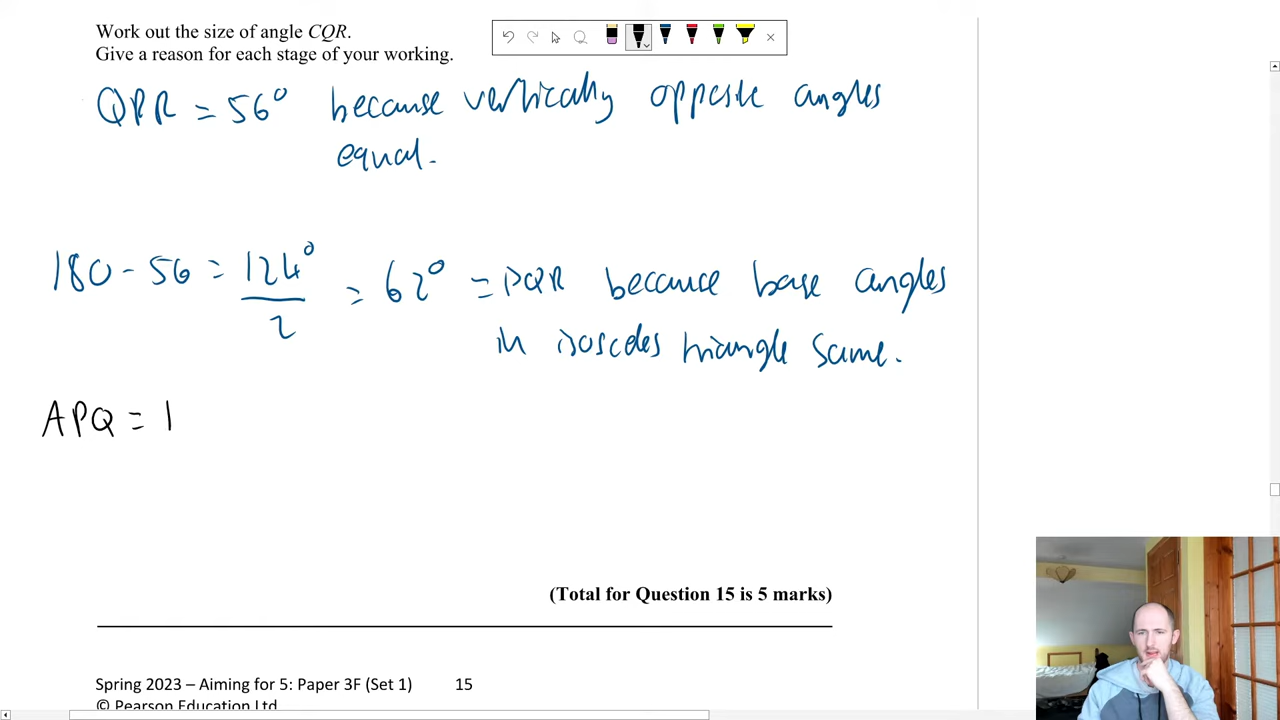 Work out the size of angle CQR.
Give a reason for each stage of your working.
QPR = 56° because vertically opposite angles
equal.
180 - 56 = 124°/2 = 62° = PQR because base angles
in isosceles triangle same.
APQ = 1
(Total for Question 15 is 5 marks)
Spring 2023 – Aiming for 5: Paper 3F (Set 1) 15
© Pearson Education Ltd